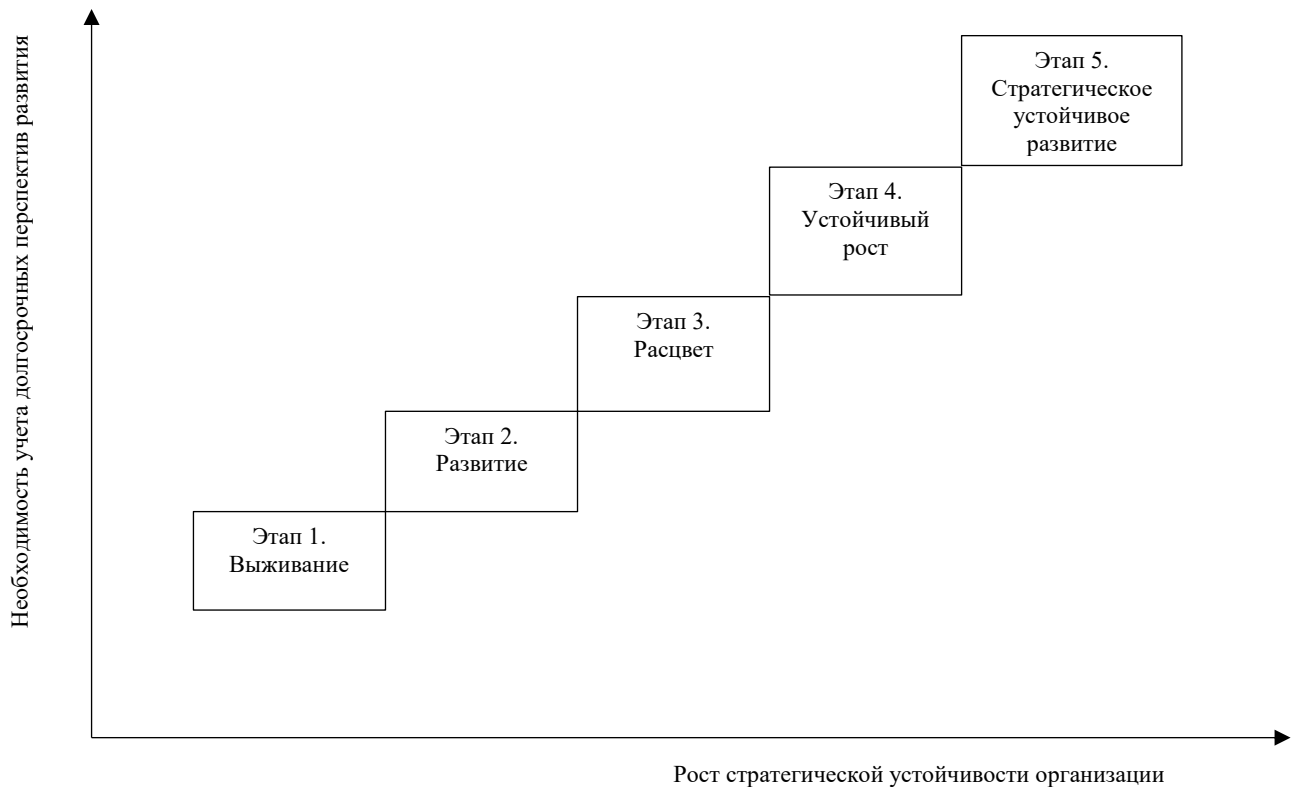 Необходимость учета долгосрочных перспектив развития
Этап 5.
Стратегическое
устойчивое
развитие
Этап 4.
Устойчивый
рост
Этап 3.
Расцвет
Этап 2.
Развитие
Этап 1.
Выживание
Рост стратегической устойчивости организации